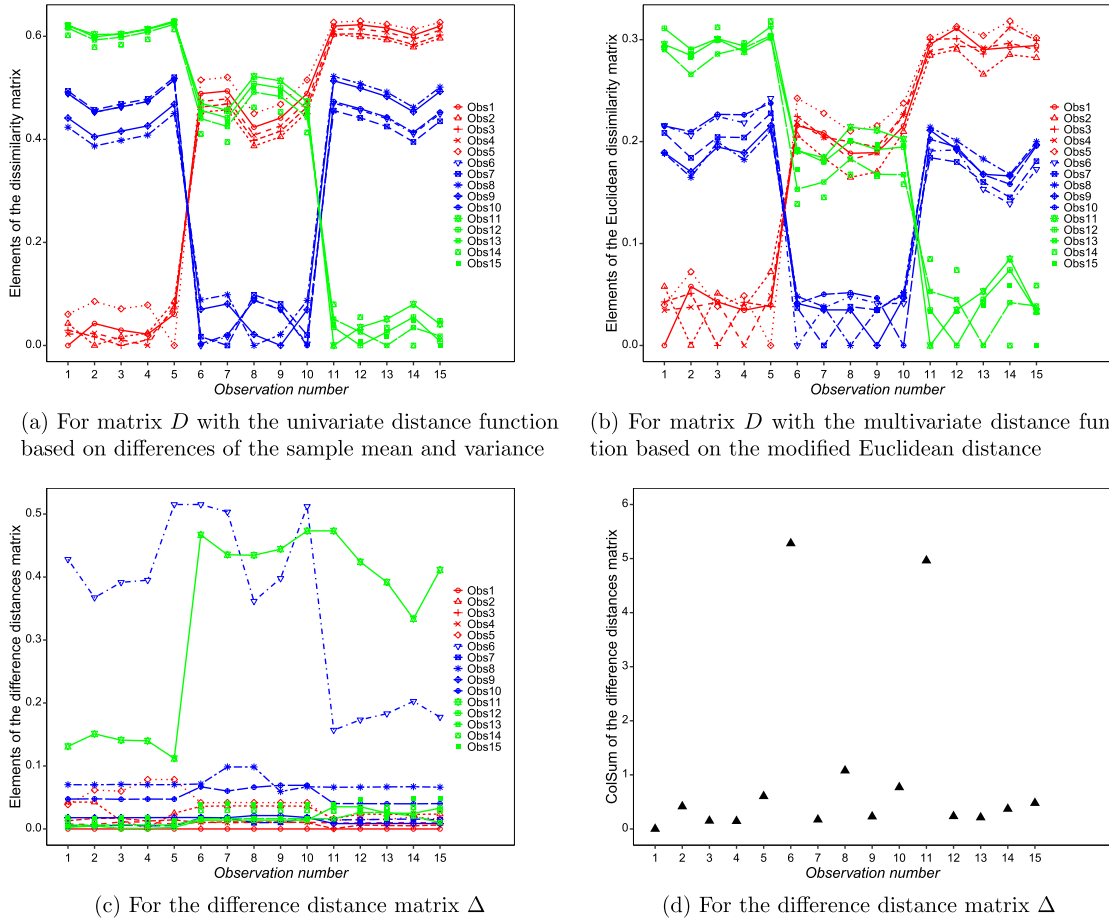 Elements of the dissimilarity matrix
0.6
0.4
0.2
0.0
1 2 3 4 5 6 7 8 9 10 11 12 13 14 15
Observation number
Obs1
Obs2
Obs3
Obs4
Obs5
Obs6
Obs7
Obs8
Obs9
Obs10
Obs11
Obs12
Obs13
Obs14
Obs15
(a) For matrix D with the univariate distance function
based on differences of the sample mean and variance
Elements of the Euclidean dissimilarity matrix
0.3
0.2
0.1
0.0
1 2 3 4 5 6 7 8 9 10 11 12 13 14 15
Observation number
Obs1
Obs2
Obs3
Obs4
Obs5
Obs6
Obs7
Obs8
Obs9
Obs10
Obs11
Obs12
Obs13
Obs14
Obs15
(b) For matrix D with the multivariate distance func-
tion based on the modified Euclidean distance
Elements of the difference distances matrix
0.5
0.4
0.3
0.2
0.1
0.0
1 2 3 4 5 6 7 8 9 10 11 12 13 14 15
Observation number
Obs1
Obs2
Obs3
Obs4
Obs5
Obs6
Obs7
Obs8
Obs9
Obs10
Obs11
Obs12
Obs13
Obs14
Obs15
(c) For the difference distance matrix Δ
ColSum of the difference distances matrix
6
5
4
3
2
1
0
1 2 3 4 5 6 7 8 9 10 11 12 13 14 15
Observation number
(d) For the difference distance matrix Δ